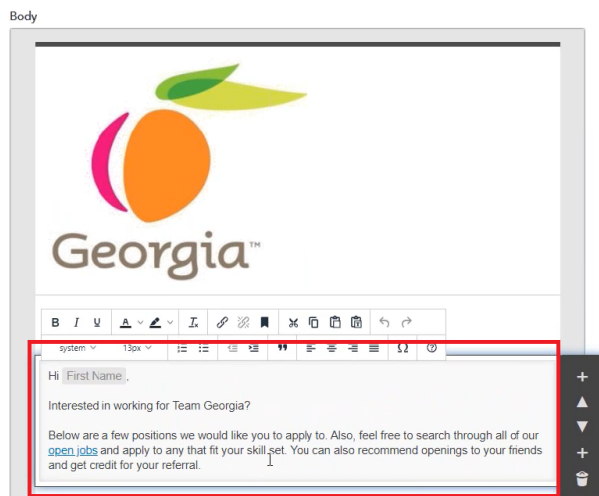 Body
Georgia™
B I U A
system 13px
Hi First Name ,
Interested in working for Team Georgia?
Below are a few positions we would like you to apply to. Also, feel free to search through all of our
open jobs and apply to any that fit your skill set. You can also recommend openings to your friends
and get credit for your referral.